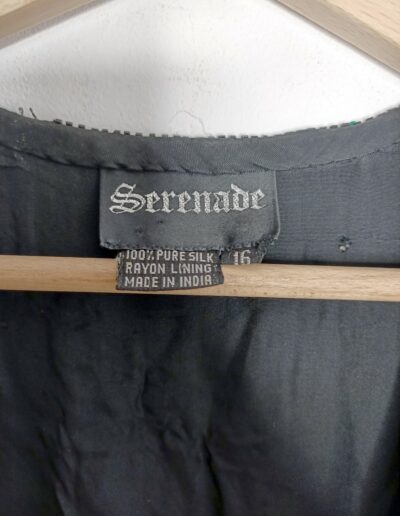 Serenade
100% PURE SILK
RAYON LINING
MADE IN INDIA
16